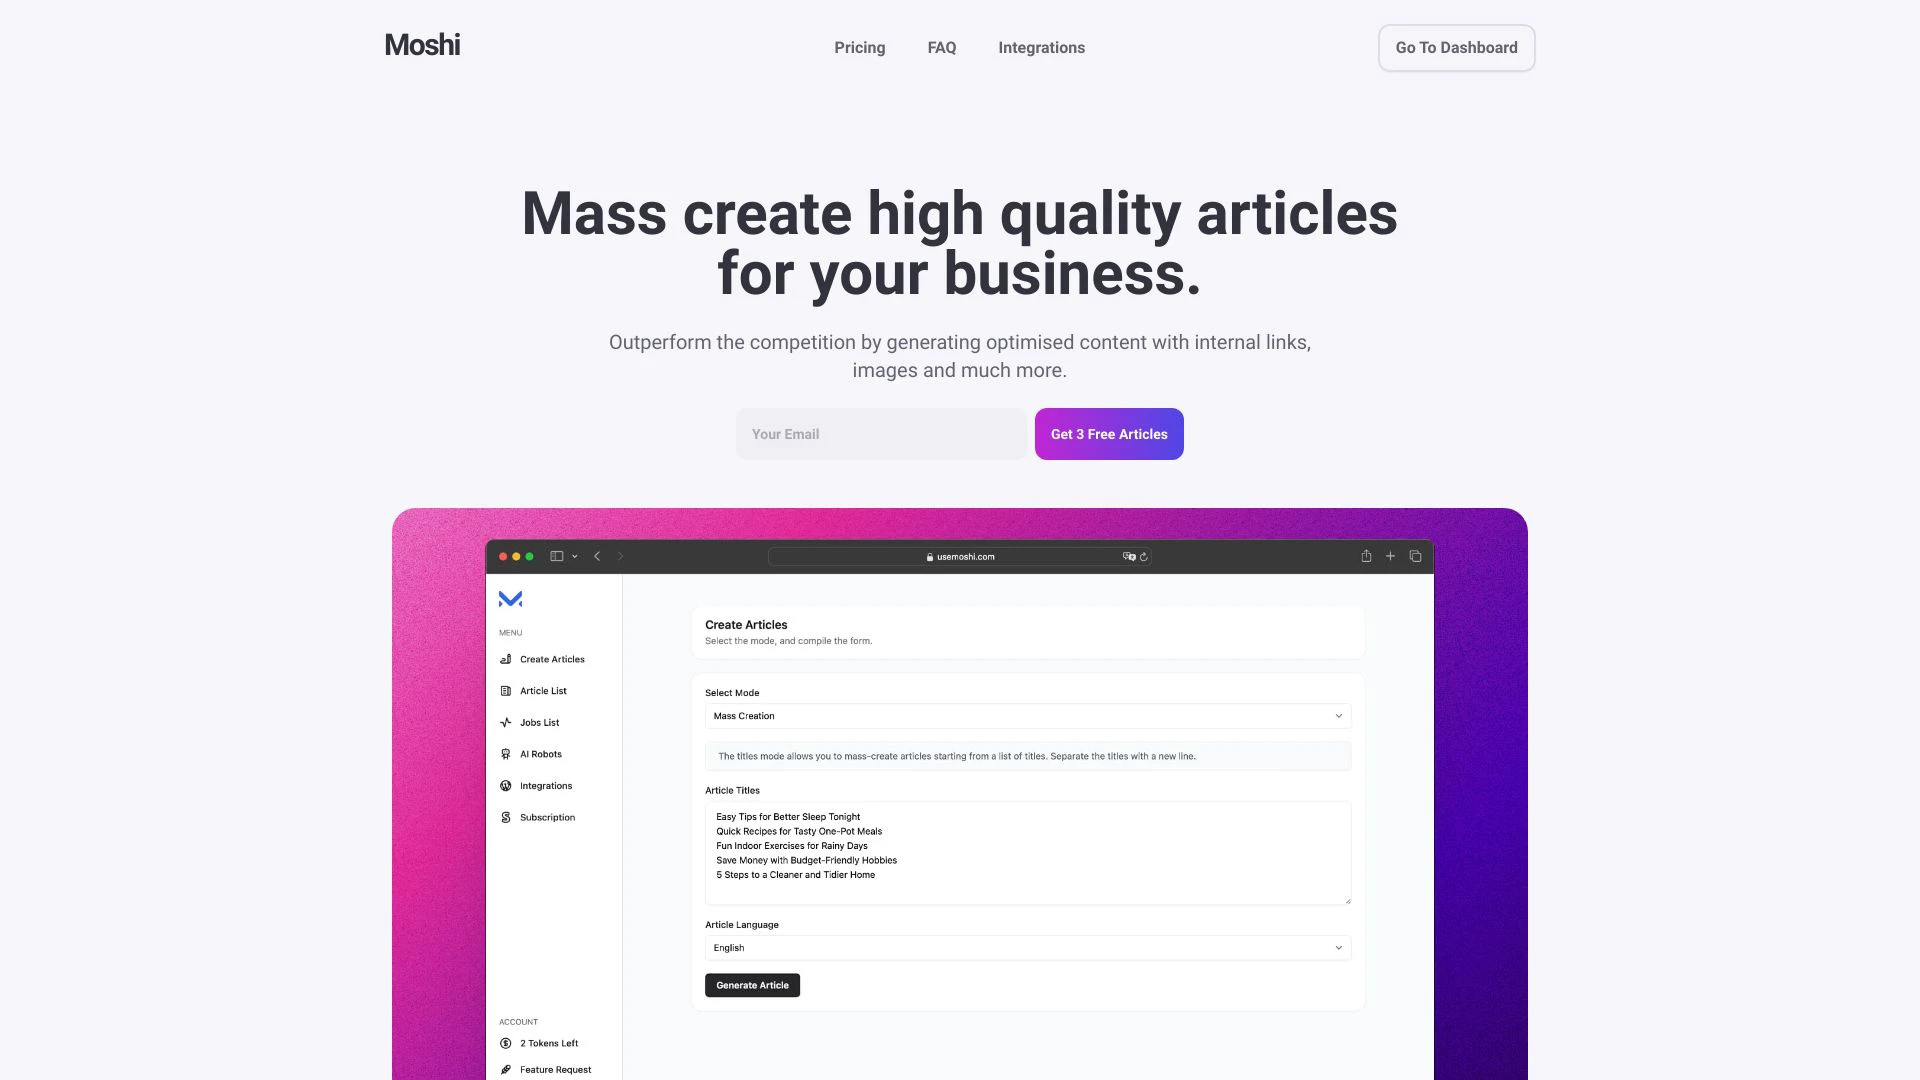 Moshi
Pricing
FAQ
Integrations
Go To Dashboard
Mass create high quality articles
for your business.
Outperform the competition by generating optimised content with internal links,
images and much more.
Your Email
Get 3 Free Articles
usemoshi.com
MENU
Create Articles
Article List
Jobs List
AI Robots
Integrations
Subscription
ACCOUNT
2 Tokens Left
Feature Request
Create Articles
Select the mode, and compile the form.
Select Mode
Mass Creation
The titles mode allows you to mass-create articles starting from a list of titles. Separate the titles with a new line.
Article Titles
Easy Tips for Better Sleep Tonight
Quick Recipes for Tasty One-Pot Meals
Fun Indoor Exercises for Rainy Days
Save Money with Budget-Friendly Hobbies
5 Steps to a Cleaner and Tidier Home
Article Language
English
Generate Article